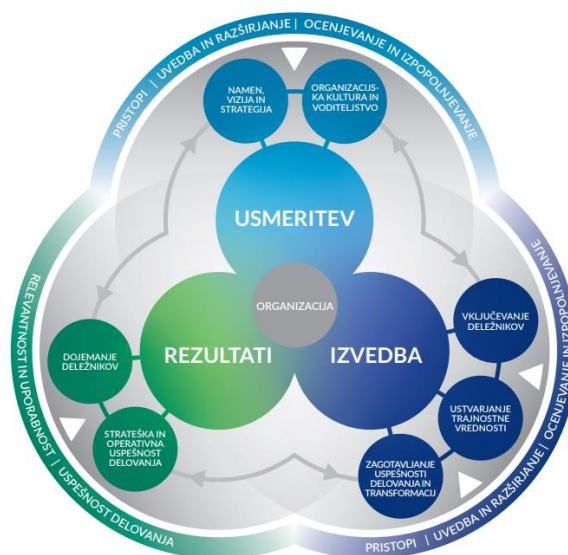 PRISTOPI | UVEDBA IN RAZŠIRJANJE | OCENJEVANJE IN IZPOPOLNJEVANJE
NAMEN,
VIZIJA IN
STRATEGIJA
ORGANIZACIJS-
KA KULTURA IN
VODITELJSTVO
USMERITEV
ORGANIZACIJA
REZULTATI
IZVEDBA
DOJEMANJE
DELEŽNIKOV
STRATEŠKA IN
OPERATIVNA
USPEŠNOST
DELOVANJA
VKLJUČEVANJE
DELEŽNIKOV
USTVARJANJE
TRAJNOSTNE
VREDNOSTI
ZAGOTAVLJANJE
USPEŠNOSTI
DELOVANJA IN
TRANSFORMACIJ
RELEVANTNOST IN UPORABNOST | USPEŠNOST DELOVANJA
PRISTOPI | UVEDBA IN RAZŠIRJANJE | OCENJEVANJE IN IZPOPOLNJEVANJE